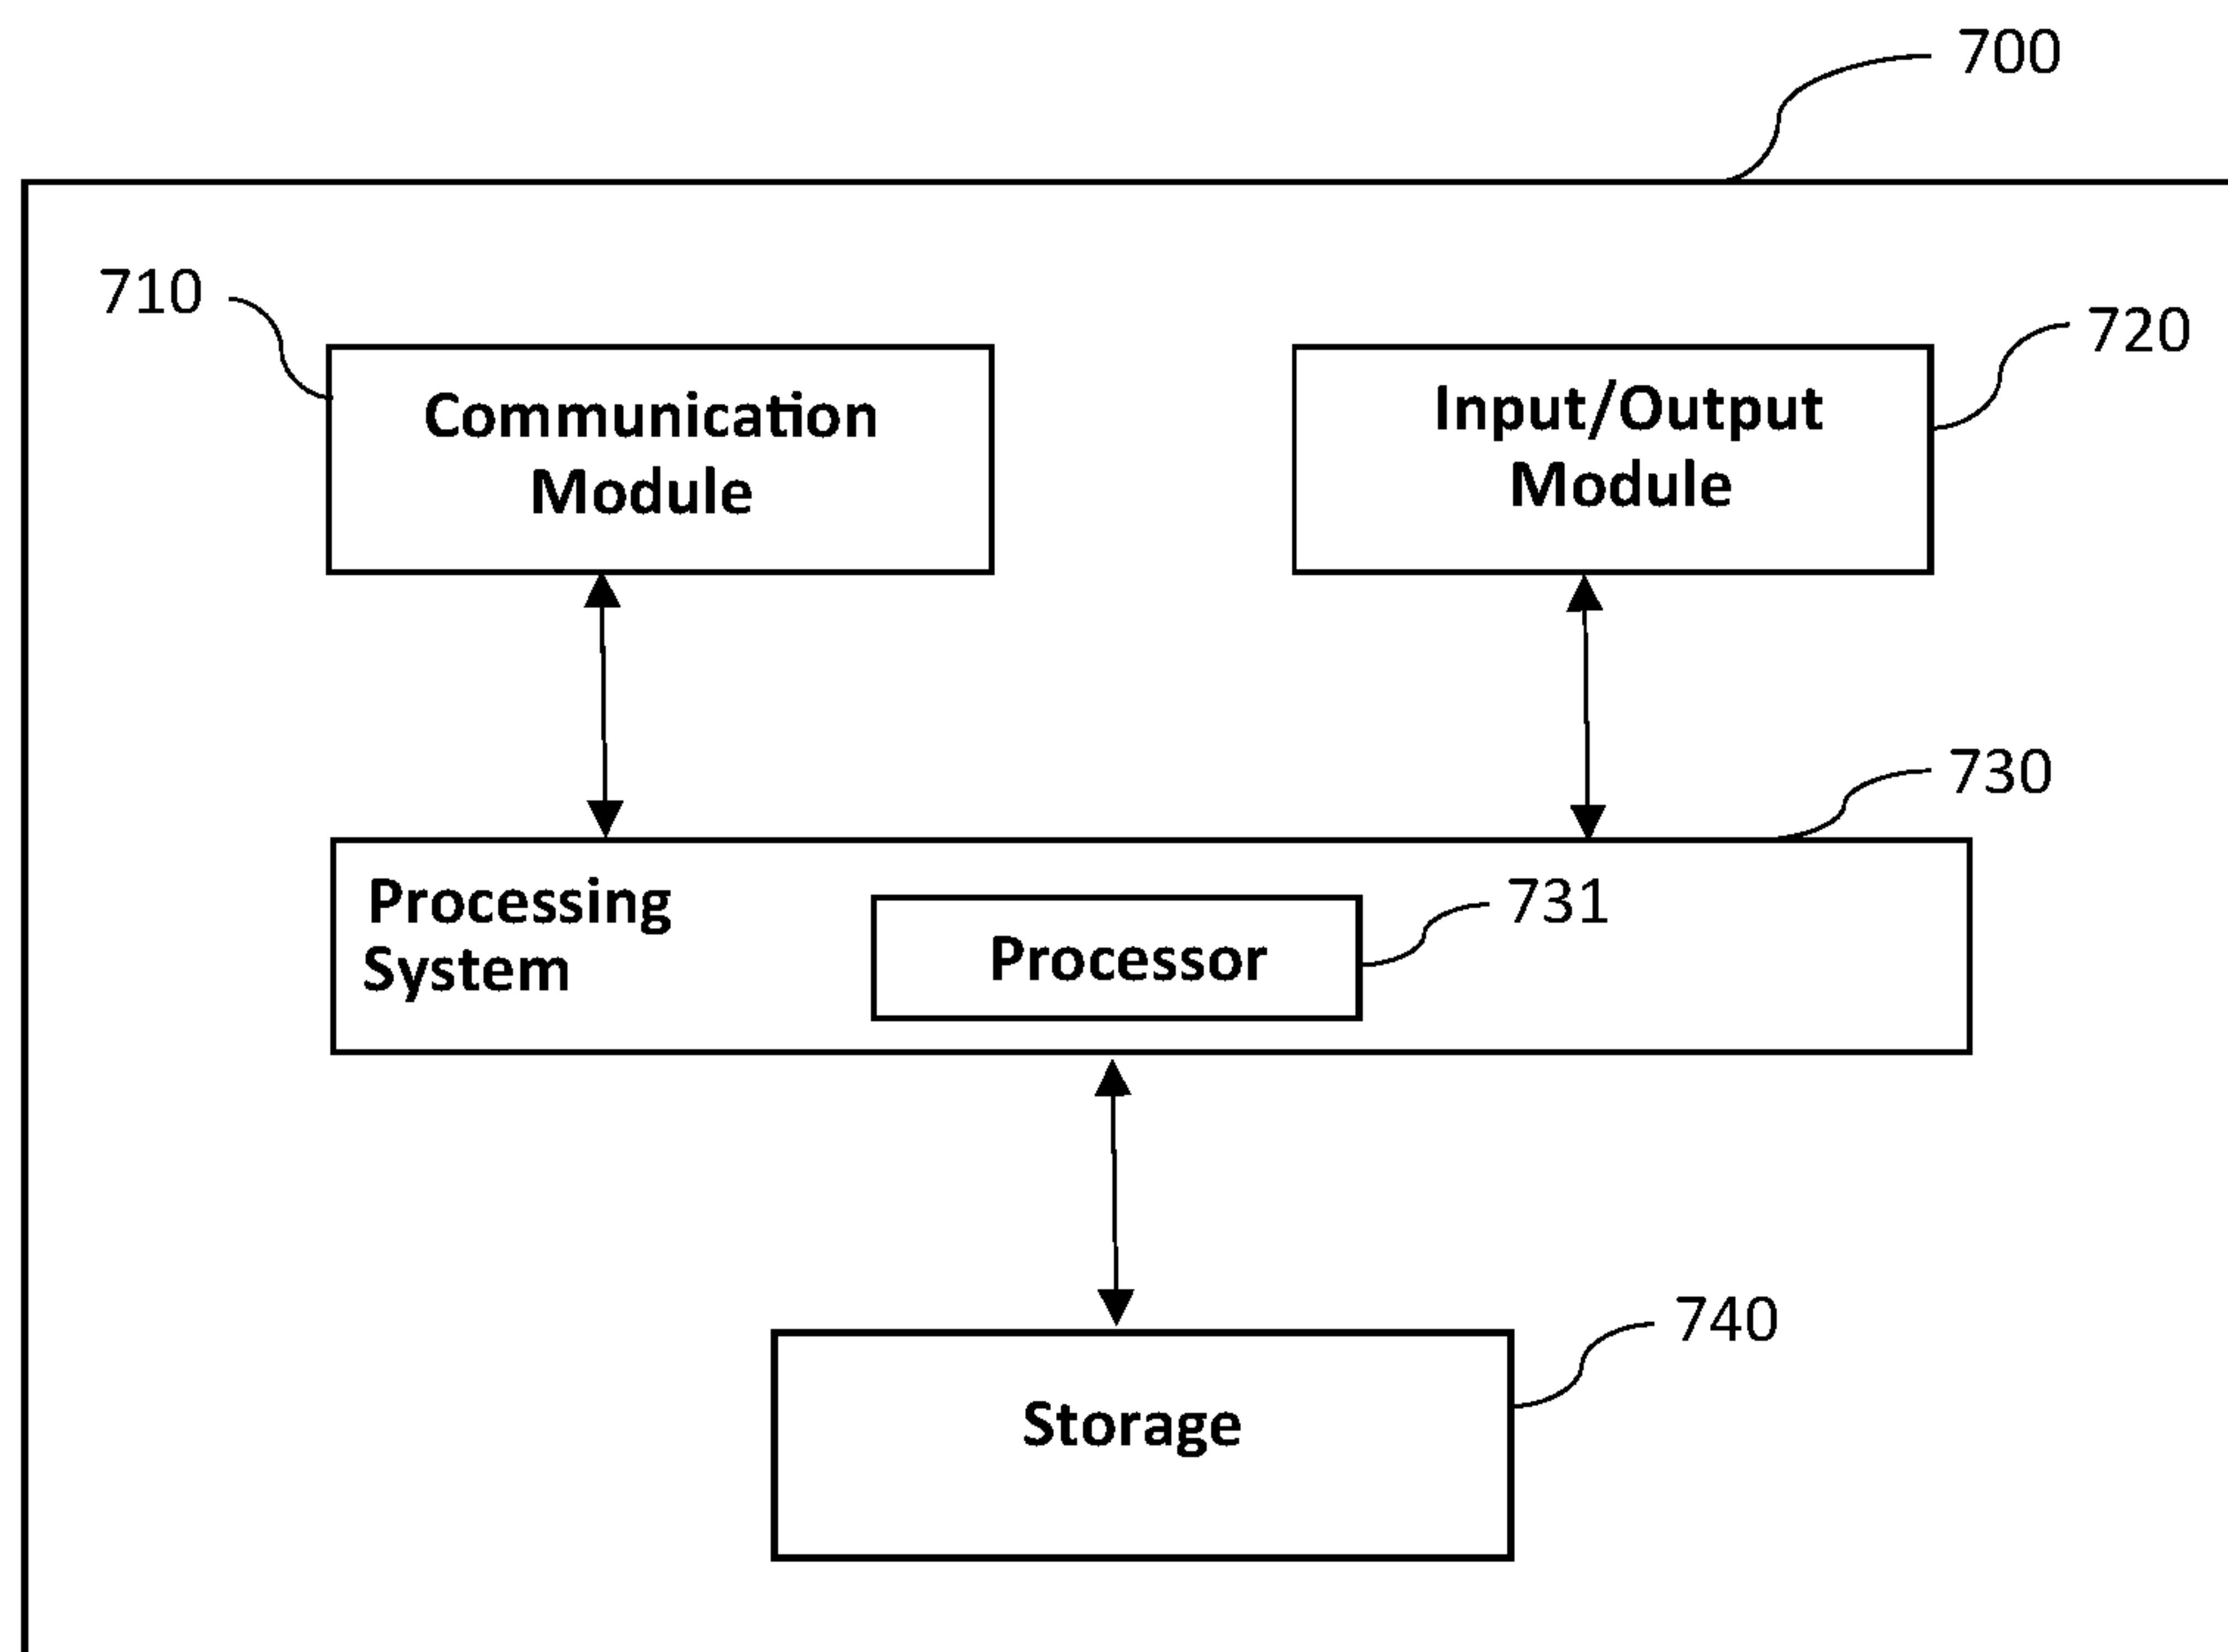 700
710
720
Communication
Module
Input/Output
Module
730
Processing
System
Processor
731
740
Storage